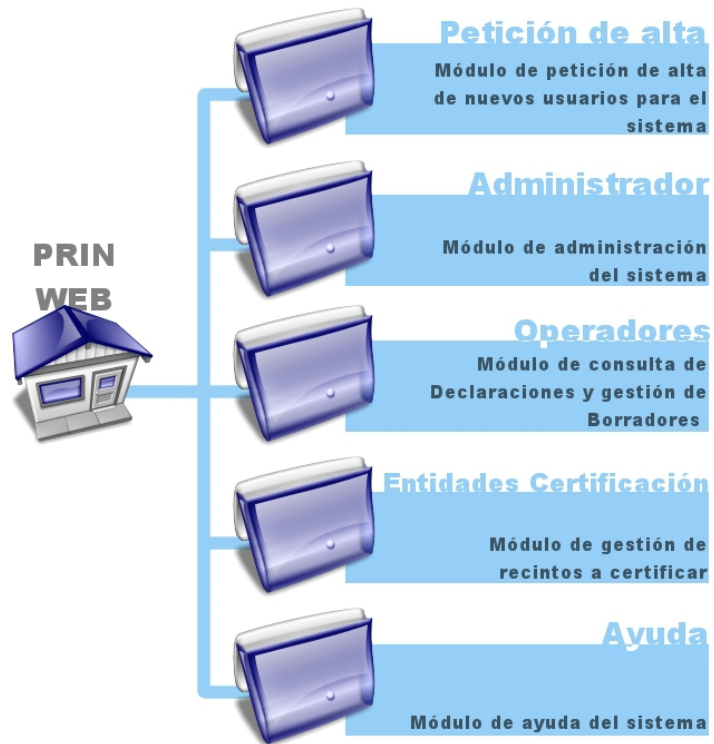 Petición de alta
Módulo de petición de alta
de nuevos usuarios para el
sistema
Administrador
Módulo de administración
del sistema
PRIN
WEB
Operadores
Módulo de consulta de
Declaraciones y gestión de
Borradores
Entidades Certificación
Módulo de gestión de
recintos a certificar
Ayuda
Módulo de ayuda del sistema